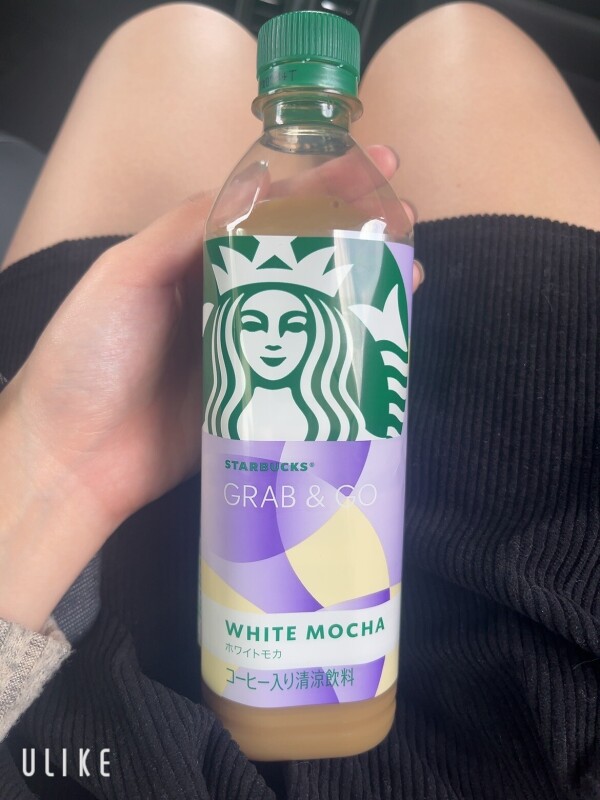 +T
STARBUCKS®
GRAB & GO
WHITE MOCHA
ホワイトモカ
コーヒー入り清涼飲料
ULIKE